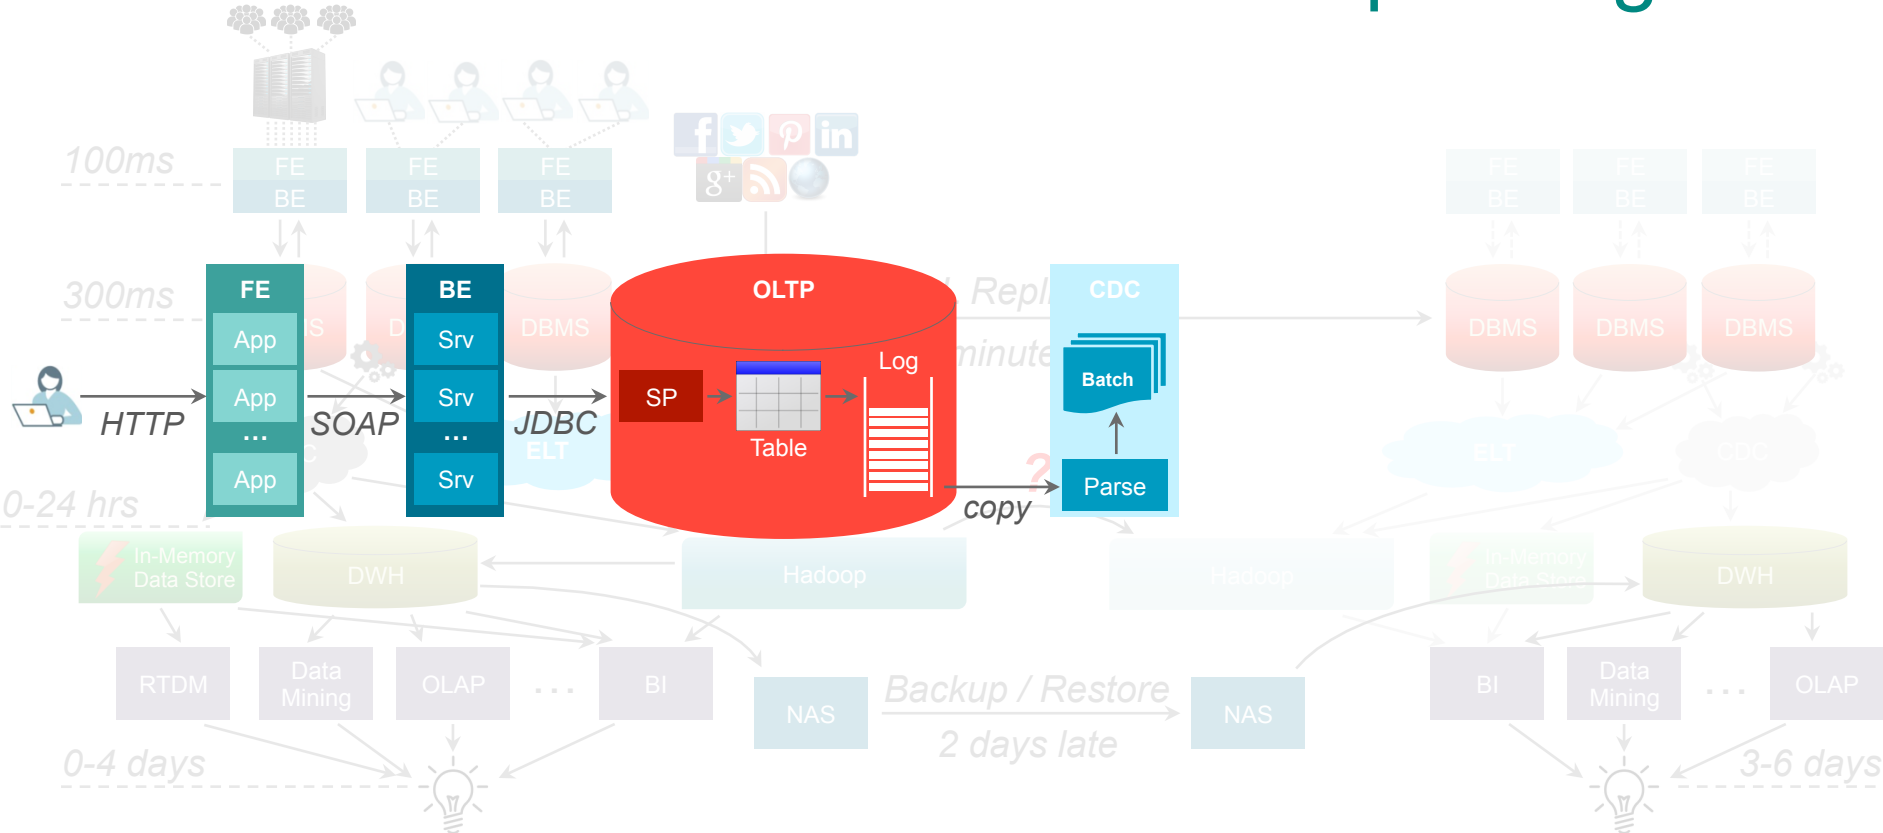 100ms
FE
BE
FE
BE
FE
BE
FE
BE
FE
BE
FE
BE
300ms
FE
App
App
...
App
HTTP
SOAP
BE
Srv
Srv
...
Srv
JDBC
DBMS
ELT
OLTP
SP
Table
Log
copy
?
CDC
Batch
Parse
DBMS
DBMS
DBMS
ELT
CDC
0-24 hrs
In-Memory
Data Store
DWH
Hadoop
Hadoop
In-Memory
Data Store
DWH
RTDM
Data
Mining
OLAP
...
BI
NAS
Backup / Restore
2 days late
NAS
BI
Data
Mining
...
OLAP
0-4 days
3-6 days